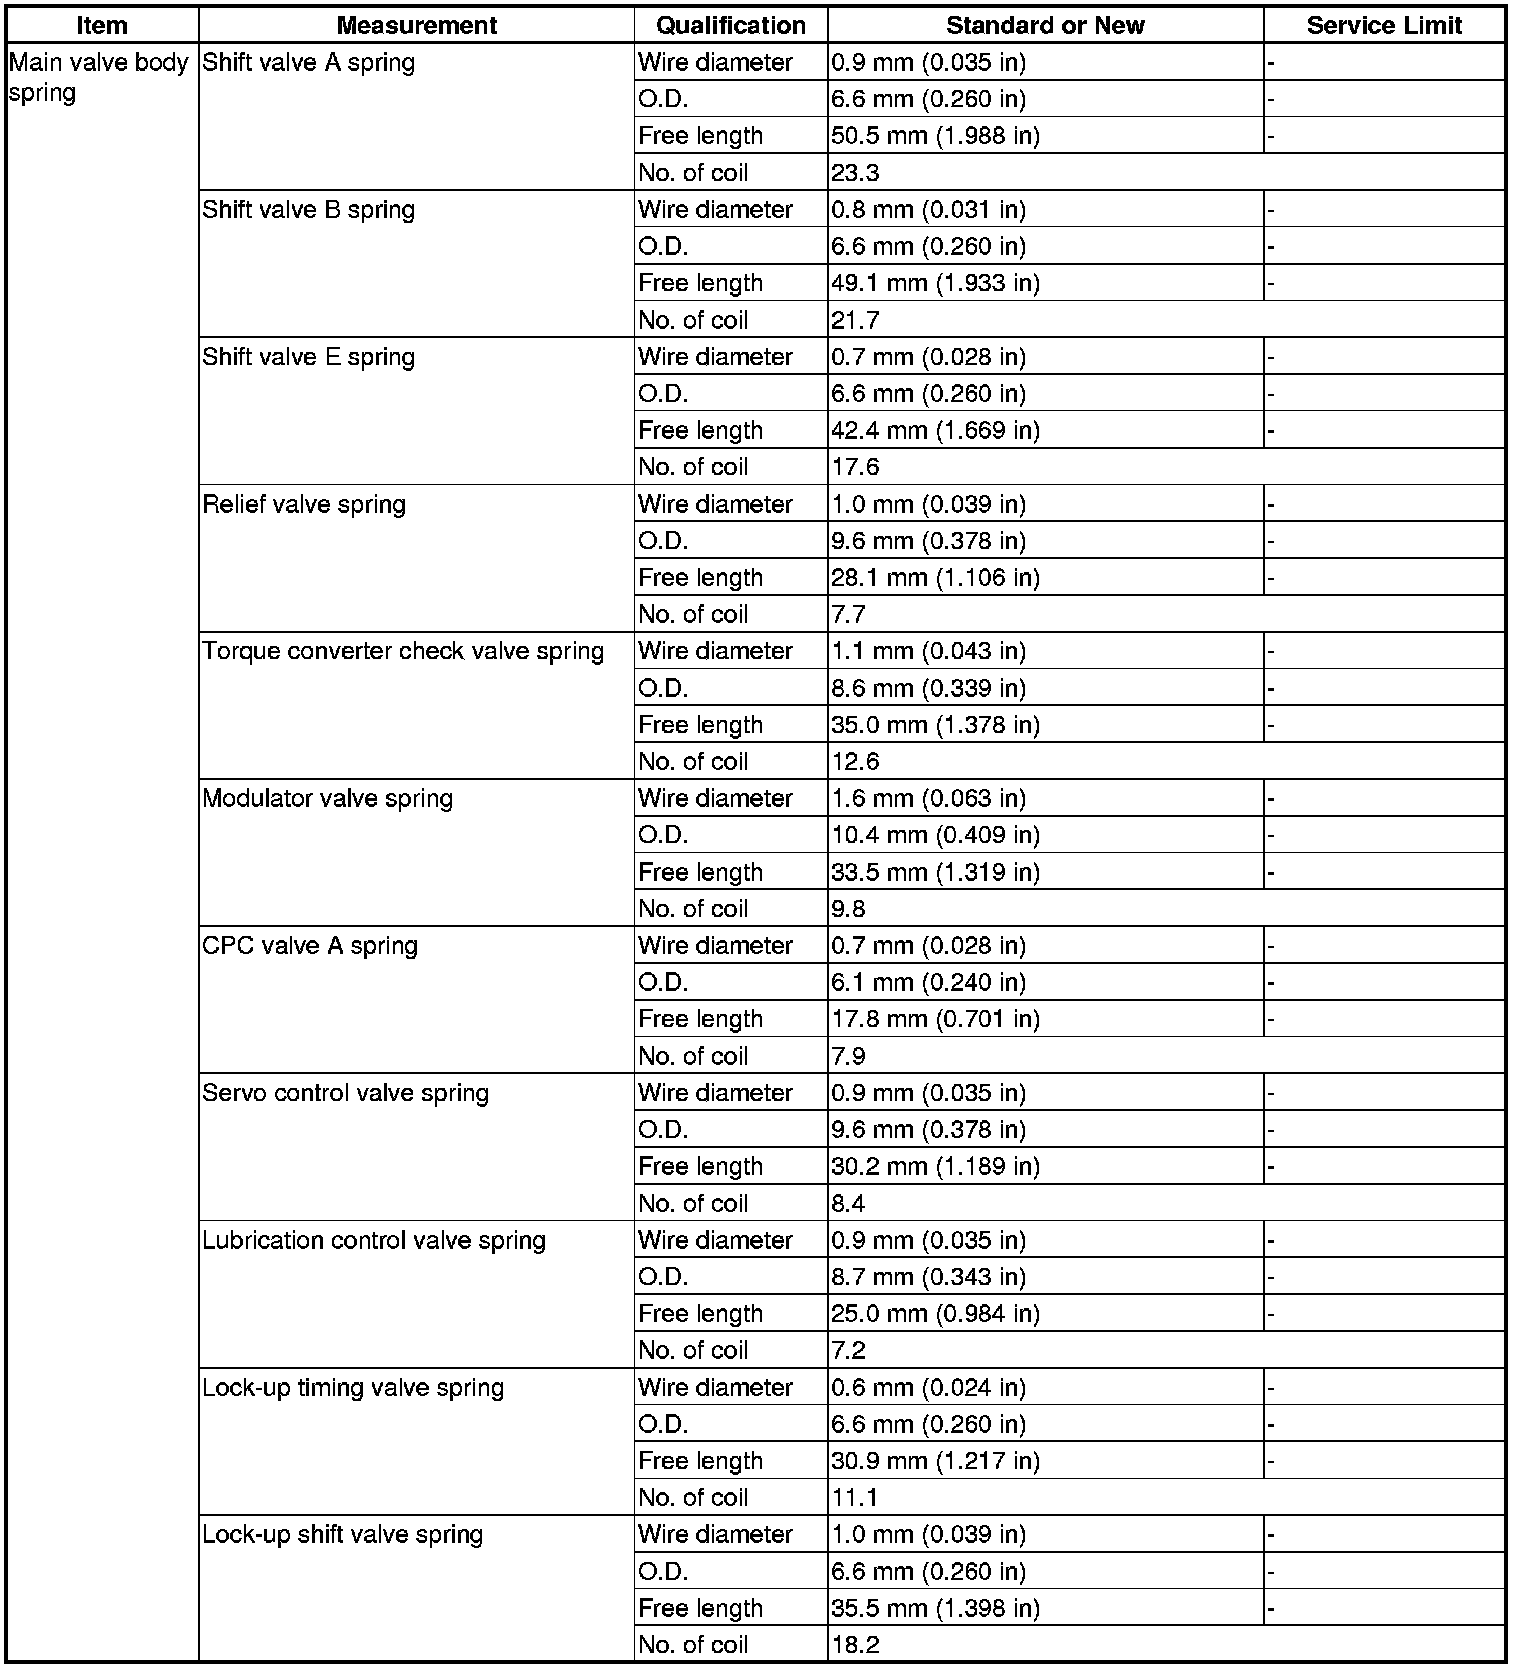 Item Measurement Qualification Standard or New Service Limit
Main valve body Shift valve A spring Wire diameter 0.9 mm (0.035 in) -
spring
O.D. 6.6 mm (0.260 in) -
Free length 50.5 mm (1.988 in) -
No. of coil 23.3
Shift valve B spring Wire diameter 0.8 mm (0.031 in) -
O.D. 6.6 mm (0.260 in) -
Free length 49.1 mm (1.933 in) -
No. of coil 21.7
Shift valve E spring Wire diameter 0.7 mm (0.028 in) -
O.D. 6.6 mm (0.260 in) -
Free length 42.4 mm (1.669 in) -
No. of coil 17.6
Relief valve spring Wire diameter 1.0 mm (0.039 in) -
O.D. 9.6 mm (0.378 in) -
Free length 28.1 mm (1.106 in) -
No. of coil 7.7
Torque converter check valve spring Wire diameter 1.1 mm (0.043 in) -
O.D. 8.6 mm (0.339 in) -
Free length 35.0 mm (1.378 in) -
No. of coil 12.6
Modulator valve spring Wire diameter 1.6 mm (0.063 in) -
O.D. 10.4 mm (0.409 in) -
Free length 33.5 mm (1.319 in) -
No. of coil 9.8
CPC valve A spring Wire diameter 0.7 mm (0.028 in) -
O.D. 6.1 mm (0.240 in) -
Free length 17.8 mm (0.701 in) -
No. of coil 7.9
Servo control valve spring Wire diameter 0.9 mm (0.035 in) -
O.D. 9.6 mm (0.378 in) -
Free length 30.2 mm (1.189 in) -
No. of coil 8.4
Lubrication control valve spring Wire diameter 0.9 mm (0.035 in) -
O.D. 8.7 mm (0.343 in) -
Free length 25.0 mm (0.984 in) -
No. of coil 7.2
Lock-up timing valve spring Wire diameter 0.6 mm (0.024 in) -
O.D. 6.6 mm (0.260 in) -
Free length 30.9 mm (1.217 in) -
No. of coil 11.1
Lock-up shift valve spring Wire diameter 1.0 mm (0.039 in) -
O.D. 6.6 mm (0.260 in) -
Free length 35.5 mm (1.398 in) -
No. of coil 18.2